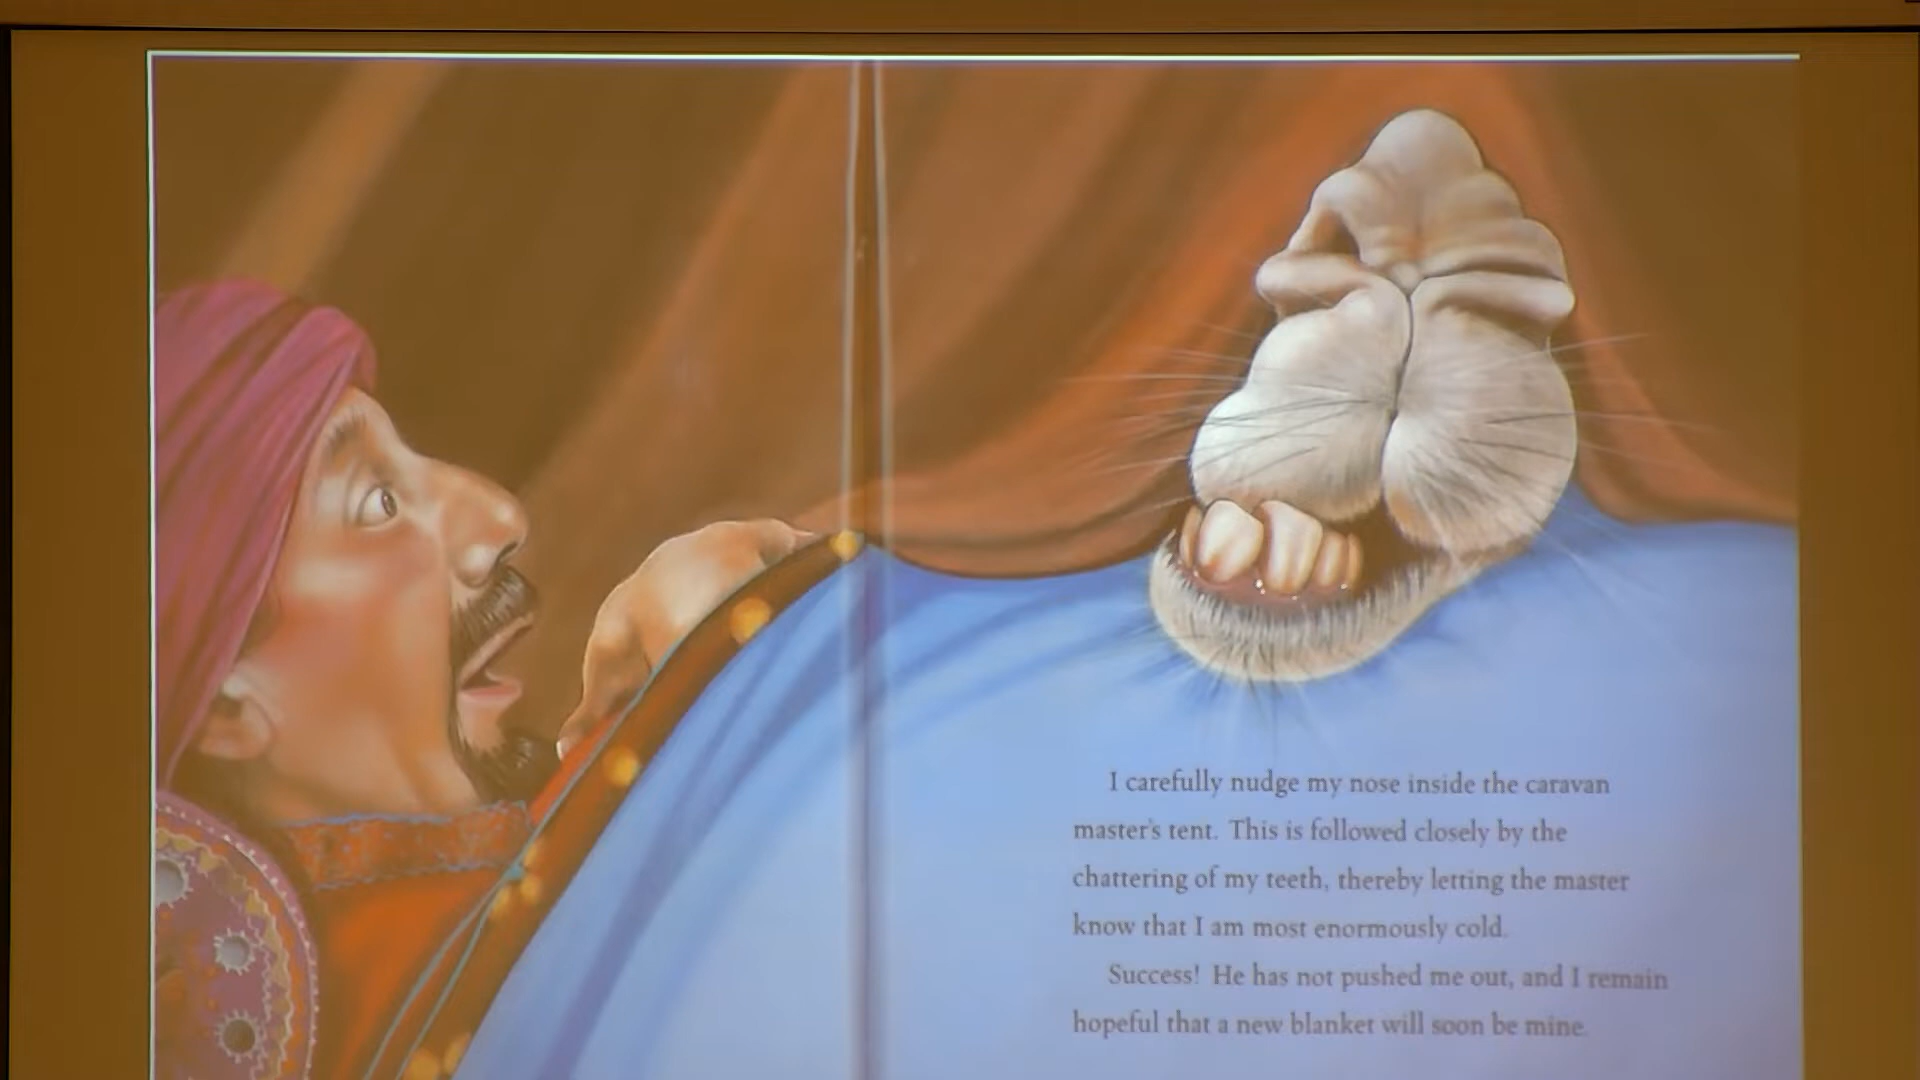 I carefully nudge my nose inside the caravan
master's tent. This is followed closely by the
chattering of my teeth, thereby letting the master
know that I am most enormously cold.
Success! He has not pushed me out, and I remain
hopeful that a new blanket will soon be mine.